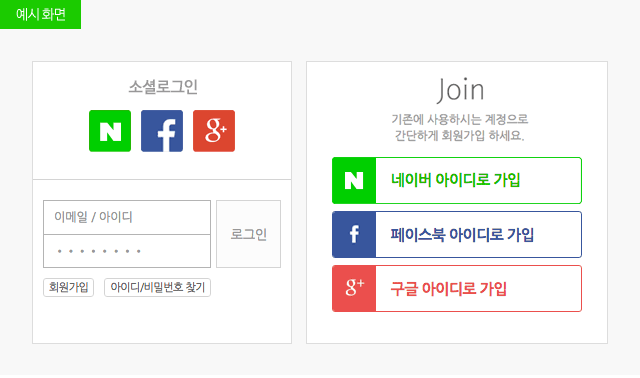 예시 화면
소셜로그인
N f g+
이메일 / 아이디
로그인
회원가입 아이디/비밀번호 찾기
Join
기존에 사용하시는 계정으로
간단하게 회원가입 하세요.
N 네이버 아이디로 가입
f 페이스북 아이디로 가입
g+ 구글 아이디로 가입